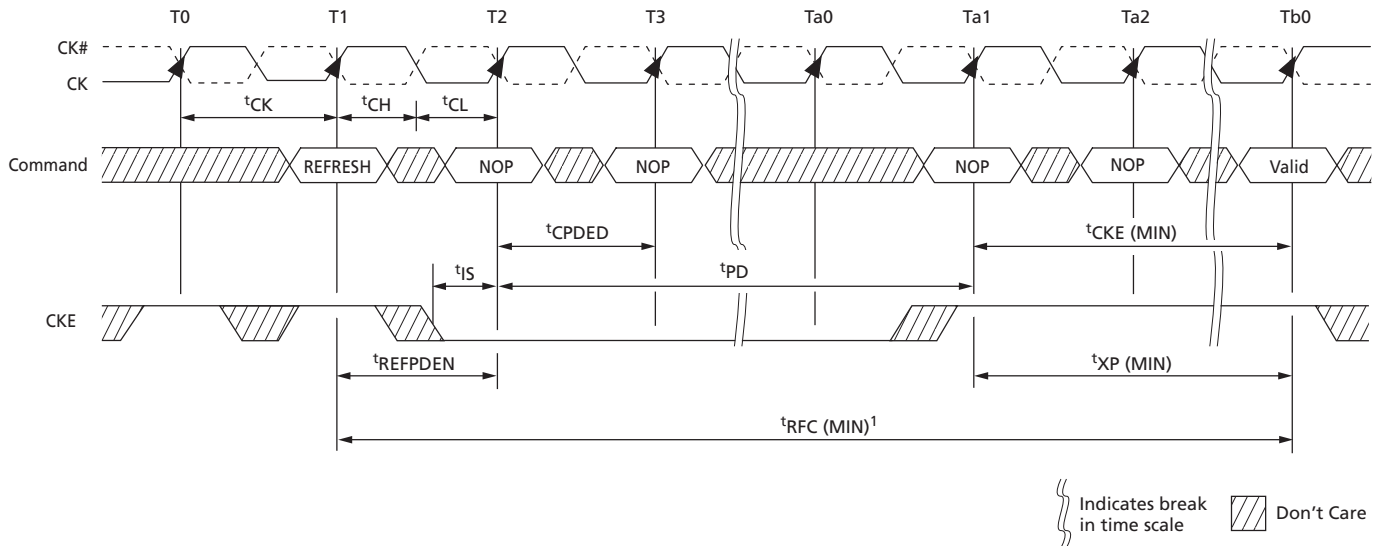 T0 T1 T2 T3 Ta0 Ta1 Ta2 Tb0
CK#
CK
tCK tCH tCL
Command REFRESH NOP NOP NOP NOP Valid
tCPDED tCKE (MIN)
tIS tPD
CKE
tREFPDEN tXP (MIN)
tRFC (MIN)1
Indicates break
in time scale
Don't Care